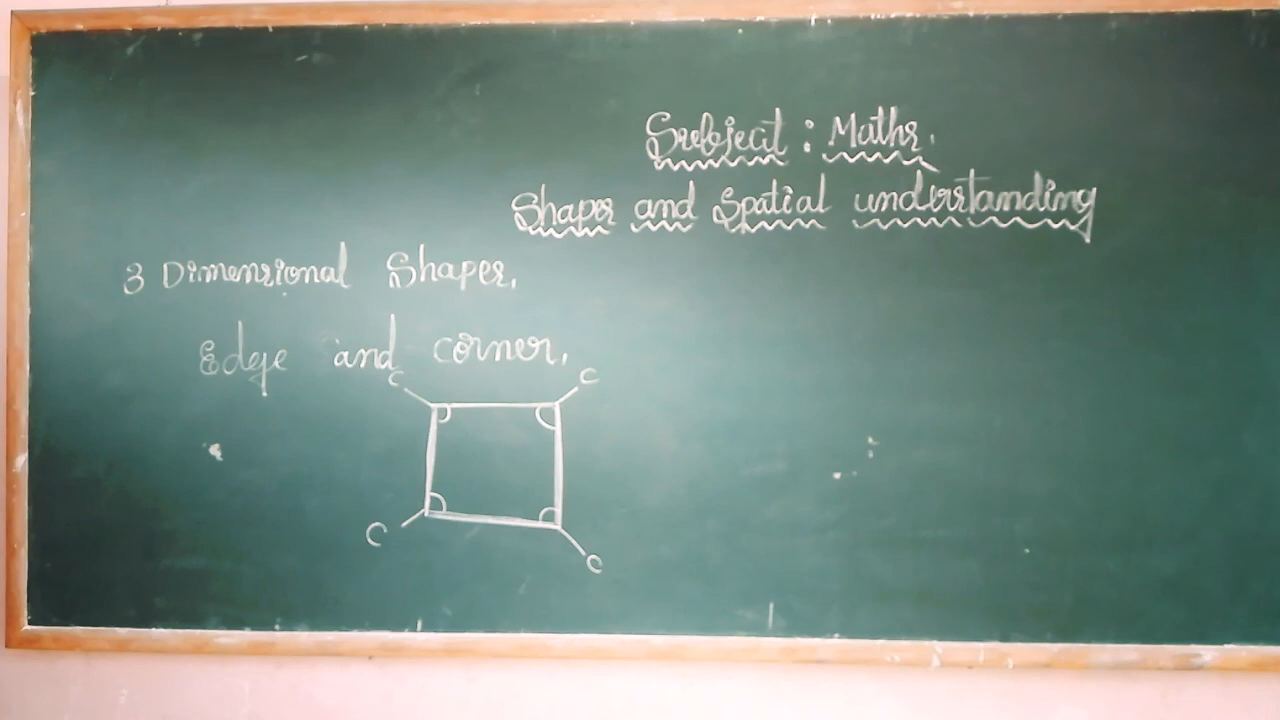 Subject : Maths.
Shapes and Spatial understanding
3 Dimensional Shapes.
Edge and corner.
C C
C C